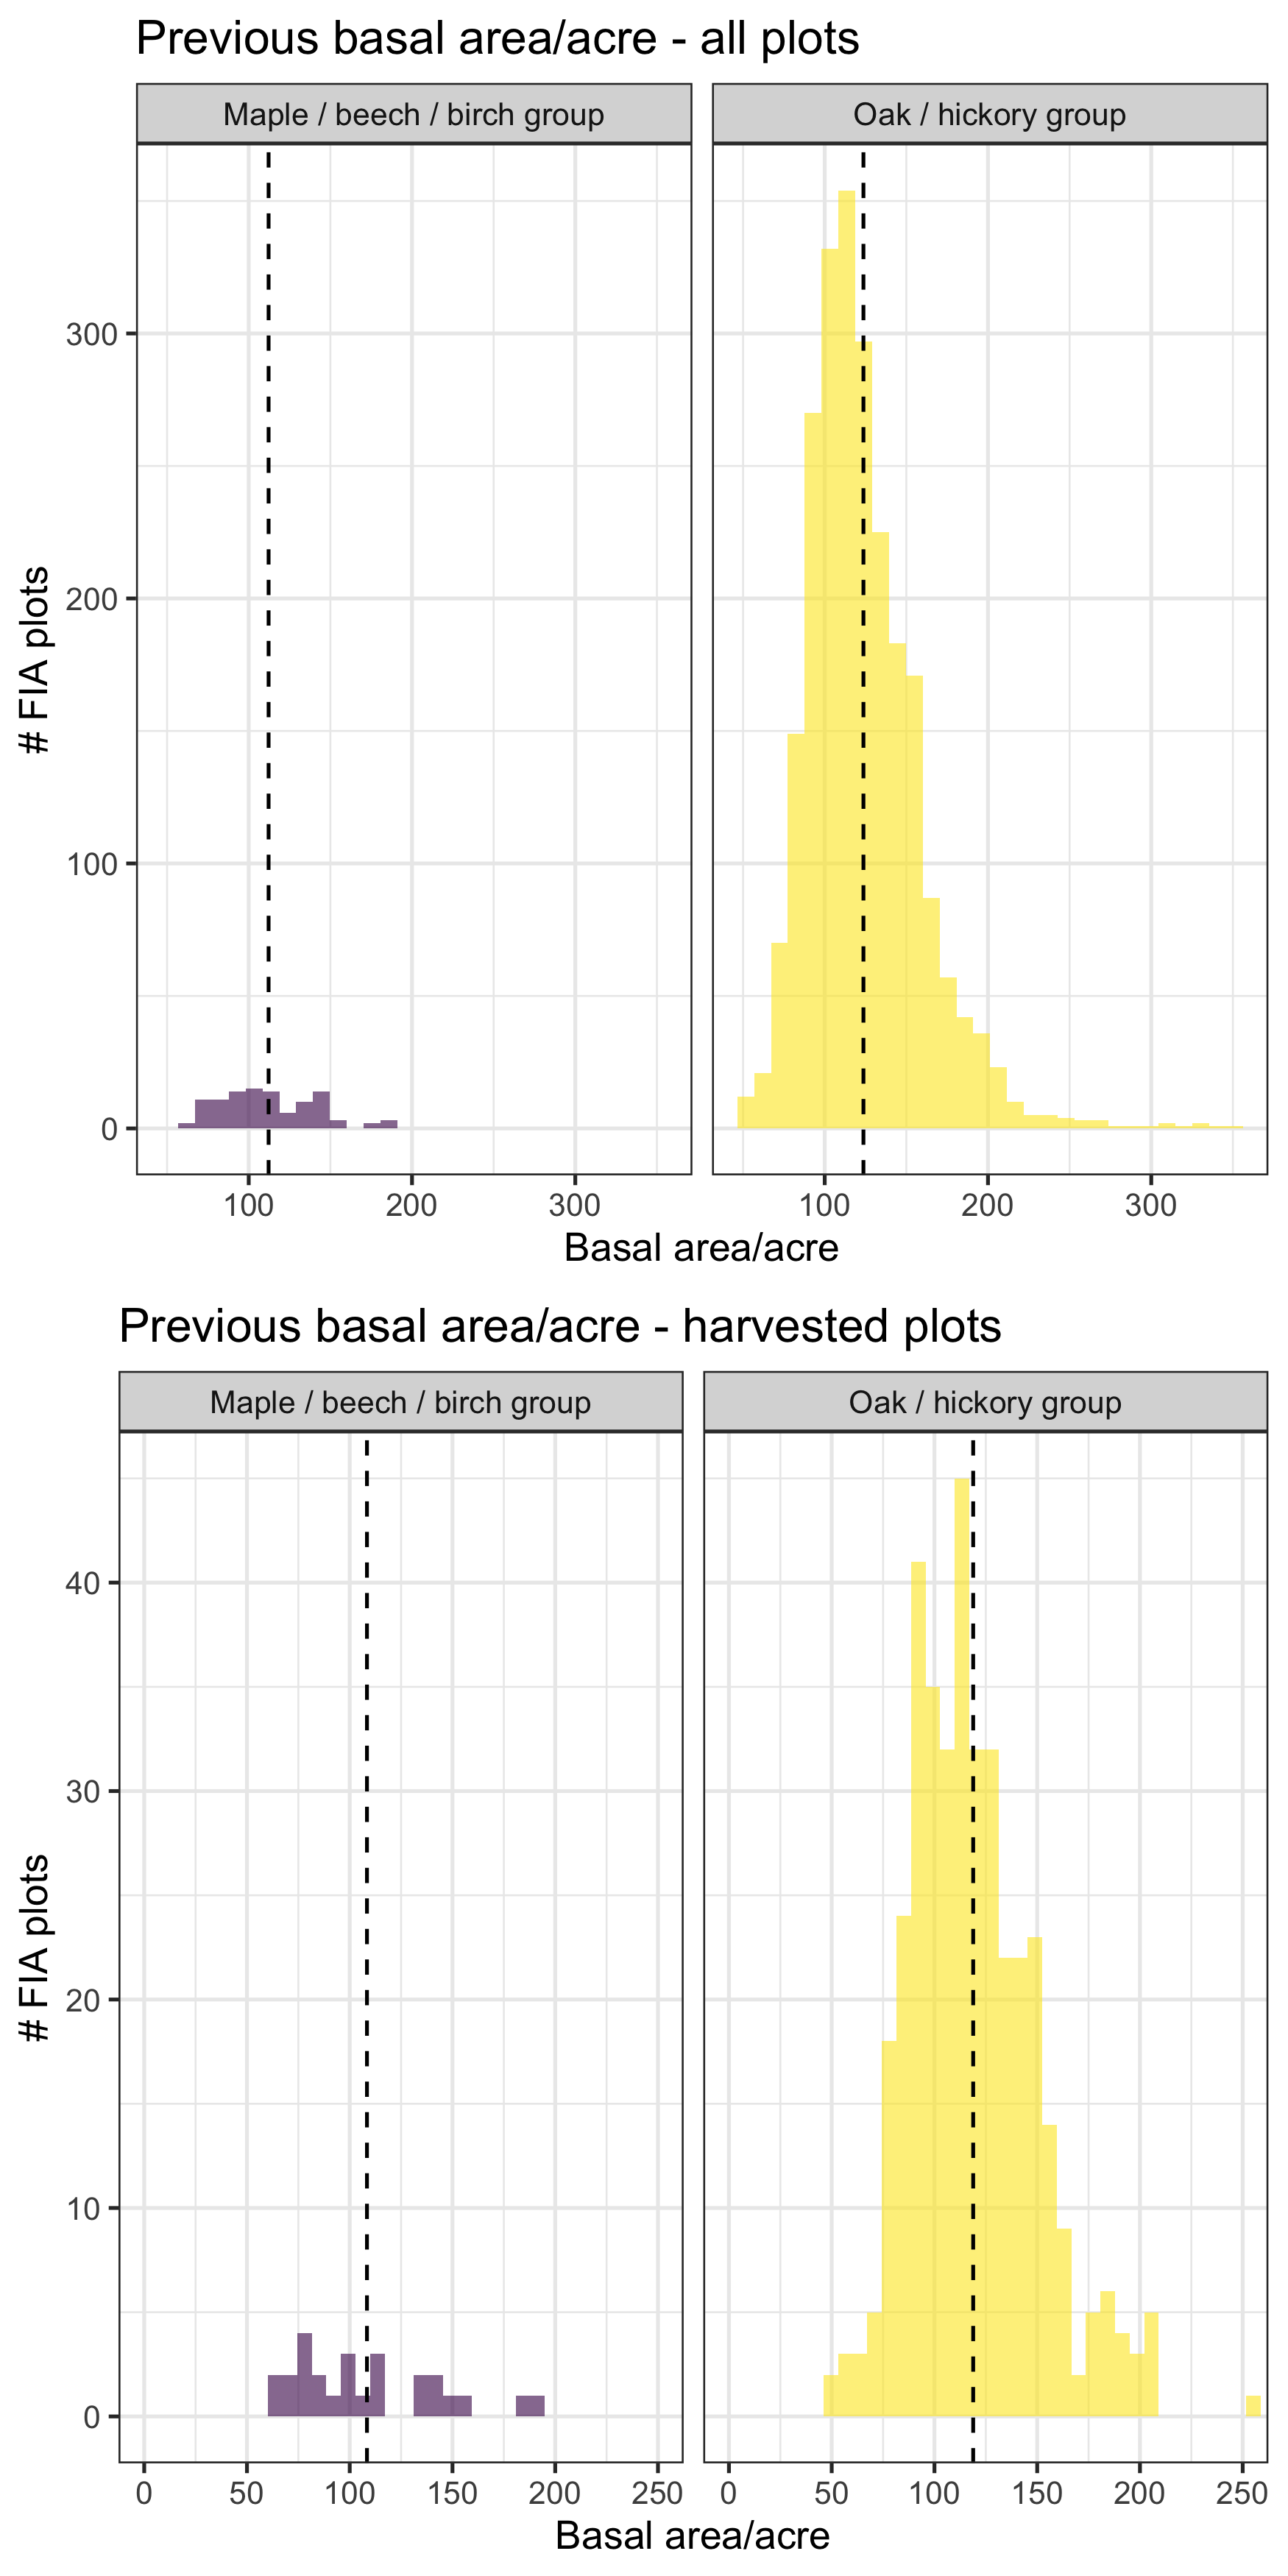 Previous basal area/acre - all plots
Maple / beech / birch group
Oak / hickory group
# FIA plots
300
200
100
0
100
200
300
100
200
300
Basal area/acre
Previous basal area/acre - harvested plots
Maple / beech / birch group
Oak / hickory group
# FIA plots
40
30
20
10
0
0
50
100
150
200
250
0
50
100
150
200
250
Basal area/acre